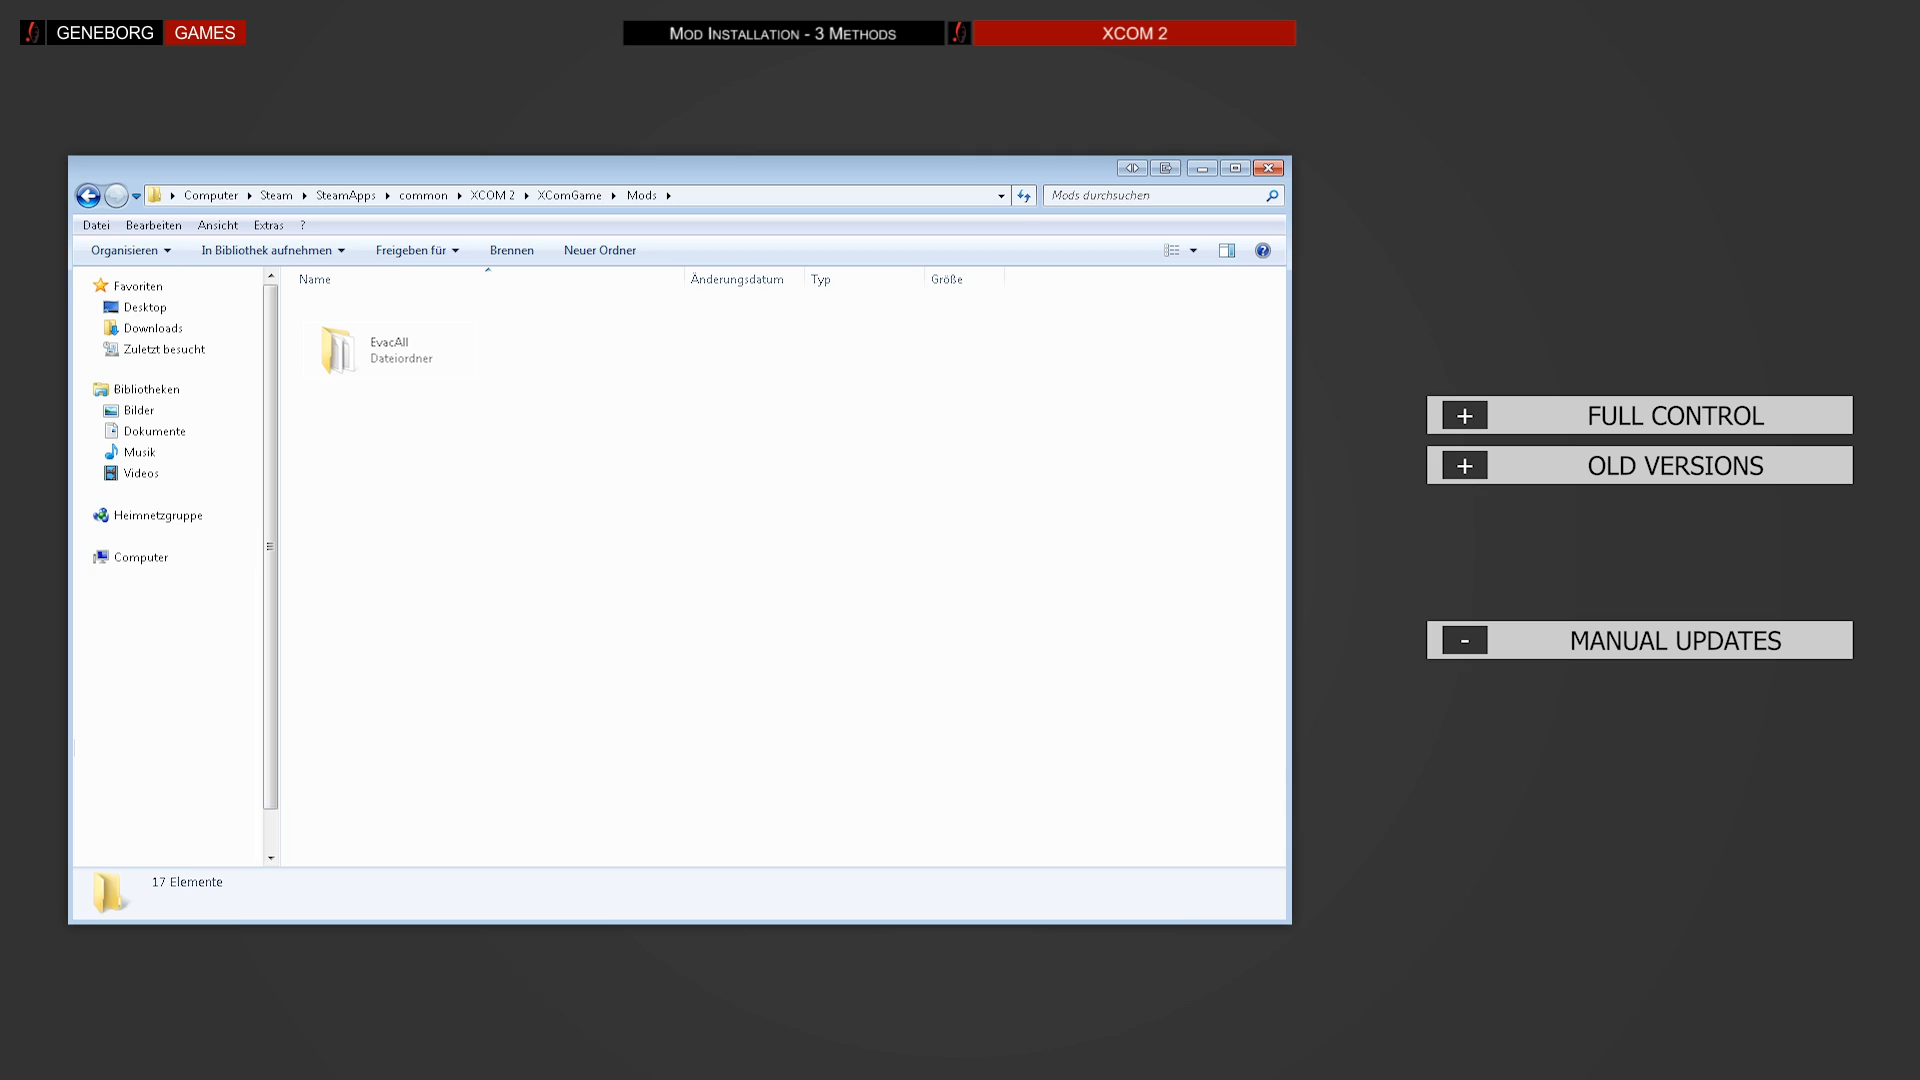 GENEBORG GAMES
MOD INSTALLATION - 3 METHODS
XCOM 2
Computer
Steam
SteamApps
common
XCOM 2
XComGame
Mods
Mods durchsuchen
Datei
Bearbeiten
Ansicht
Extras
?
Organisieren
In Bibliothek aufnehmen
Freigeben für
Brennen
Neuer Ordner
Favoriten
Desktop
Downloads
Zuletzt besucht
Bibliotheken
Bilder
Dokumente
Musik
Videos
Heimnetzgruppe
Computer
Name
Änderungsdatum
Typ
Größe
EvacAll
Dateiordner
17 Elemente
+ FULL CONTROL
+ OLD VERSIONS
- MANUAL UPDATES